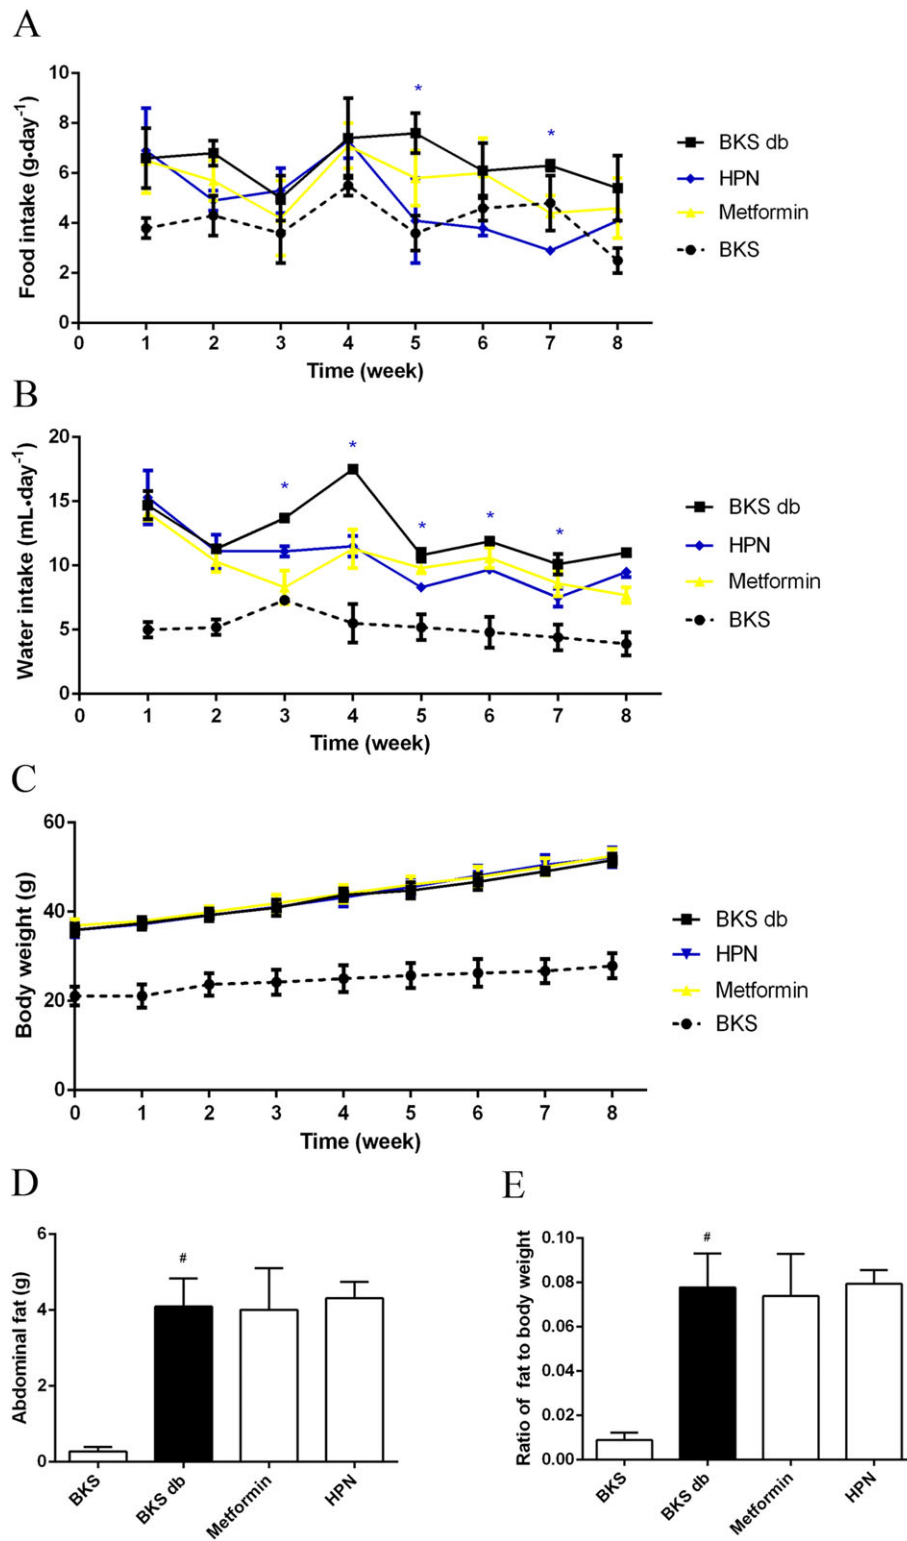 A
Food intake (g•day⁻¹)
10
8
6
4
2
0
* *
0 1 2 3 4 5 6 7 8
Time (week)
BKS db
HPN
Metformin
BKS
B
Water intake (mL•day⁻¹)
20
15
10
5
0
* * * * *
0 1 2 3 4 5 6 7 8
Time (week)
BKS db
HPN
Metformin
BKS
C
Body weight (g)
60
40
20
0
0 1 2 3 4 5 6 7 8
Time (week)
BKS db
HPN
Metformin
BKS
D
Abdominal fat (g)
6
4
2
0
#
BKS
BKS db
Metformin
HPN
E
Ratio of fat to body weight
0.10
0.08
0.06
0.04
0.02
0.00
#
BKS
BKS db
Metformin
HPN